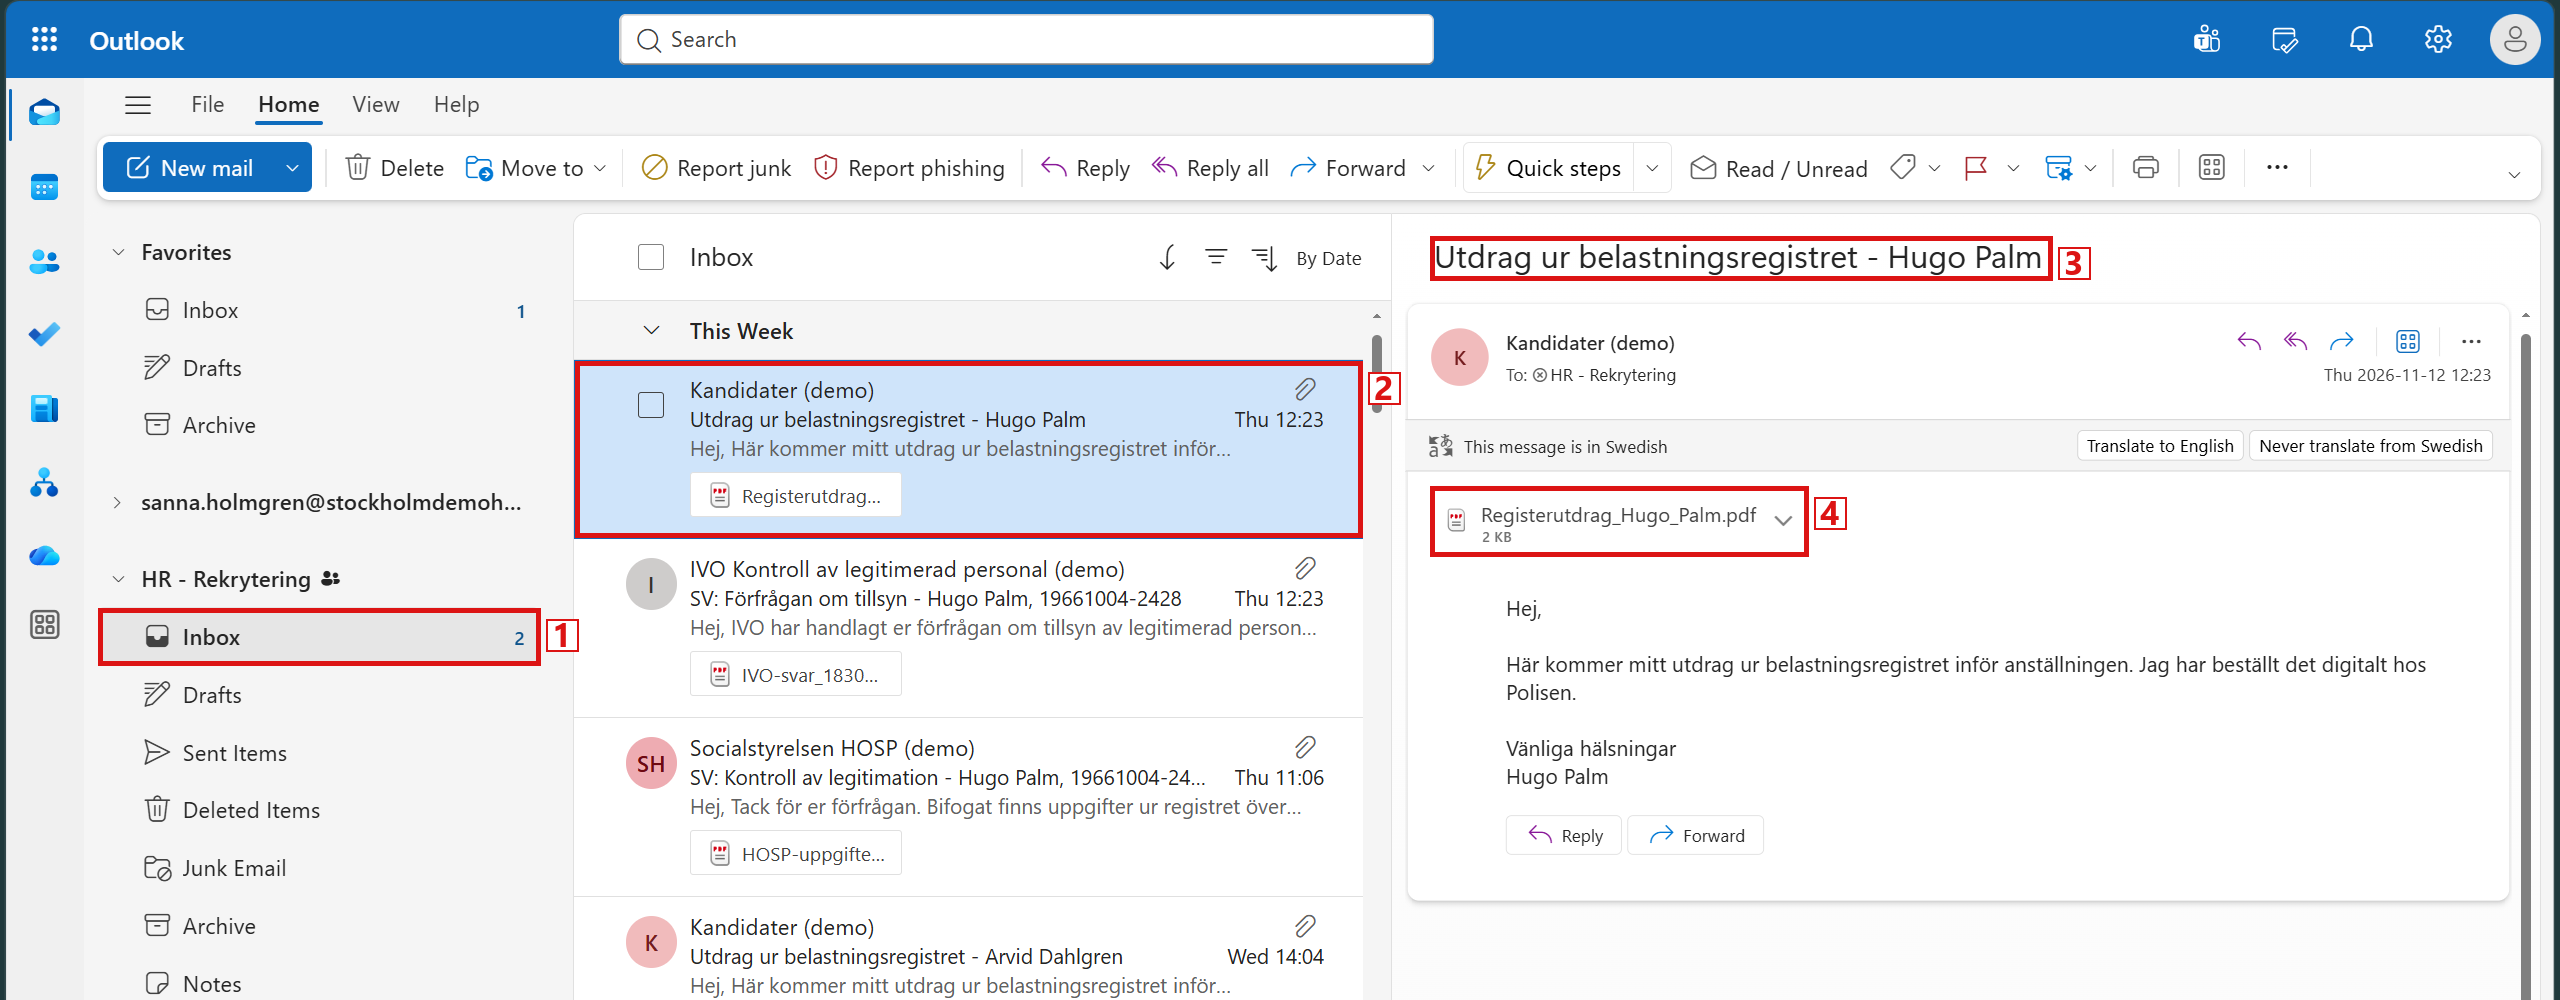 Outlook
Search
File Home View Help
New mail Delete Move to Report junk Report phishing Reply Reply all Forward Quick steps Read / Unread
Favorites
Inbox 1
Drafts
Archive
sanna.holmgren@stockholmdemoh...
HR - Rekrytering
Inbox 2
1
Drafts
Sent Items
Deleted Items
Junk Email
Archive
Notes
Inbox By Date
This Week
Kandidater (demo)
2
Utdrag ur belastningsregistret - Hugo Palm Thu 12:23
Hej, Här kommer mitt utdrag ur belastningsregistret inför...
PDF Registerutdrag...
I
IVO Kontroll av legitimerad personal (demo)
SV: Förfrågan om tillsyn - Hugo Palm, 19661004-2428 Thu 12:23
Hej, IVO har handlagt er förfrågan om tillsyn av legitimerad person...
PDF IVO-svar_1830...
SH
Socialstyrelsen HOSP (demo)
SV: Kontroll av legitimation - Hugo Palm, 19661004-24... Thu 11:06
Hej, Tack för er förfrågan. Bifogat finns uppgifter ur registret över...
PDF HOSP-uppgifte...
K
Kandidater (demo)
Utdrag ur belastningsregistret - Arvid Dahlgren Wed 14:04
Hej, Här kommer mitt utdrag ur belastningsregistret inför...
Utdrag ur belastningsregistret - Hugo Palm
3
K
Kandidater (demo)
To: HR - Rekrytering
Thu 2026-11-12 12:23
This message is in Swedish Translate to English Never translate from Swedish
PDF Registerutdrag_Hugo_Palm.pdf
2 KB
4
Hej,
Här kommer mitt utdrag ur belastningsregistret inför anställningen. Jag har beställt det digitalt hos
Polisen.
Vänliga hälsningar
Hugo Palm
Reply Forward